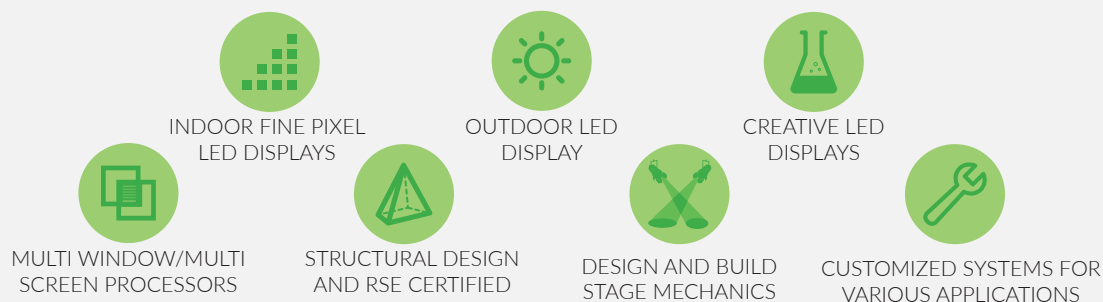 INDOOR FINE PIXEL
LED DISPLAYS
OUTDOOR LED
DISPLAY
CREATIVE LED
DISPLAYS
MULTI WINDOW/MULTI
SCREEN PROCESSORS
STRUCTURAL DESIGN
AND RSE CERTIFIED
DESIGN AND BUILD
STAGE MECHANICS
CUSTOMIZED SYSTEMS FOR
VARIOUS APPLICATIONS